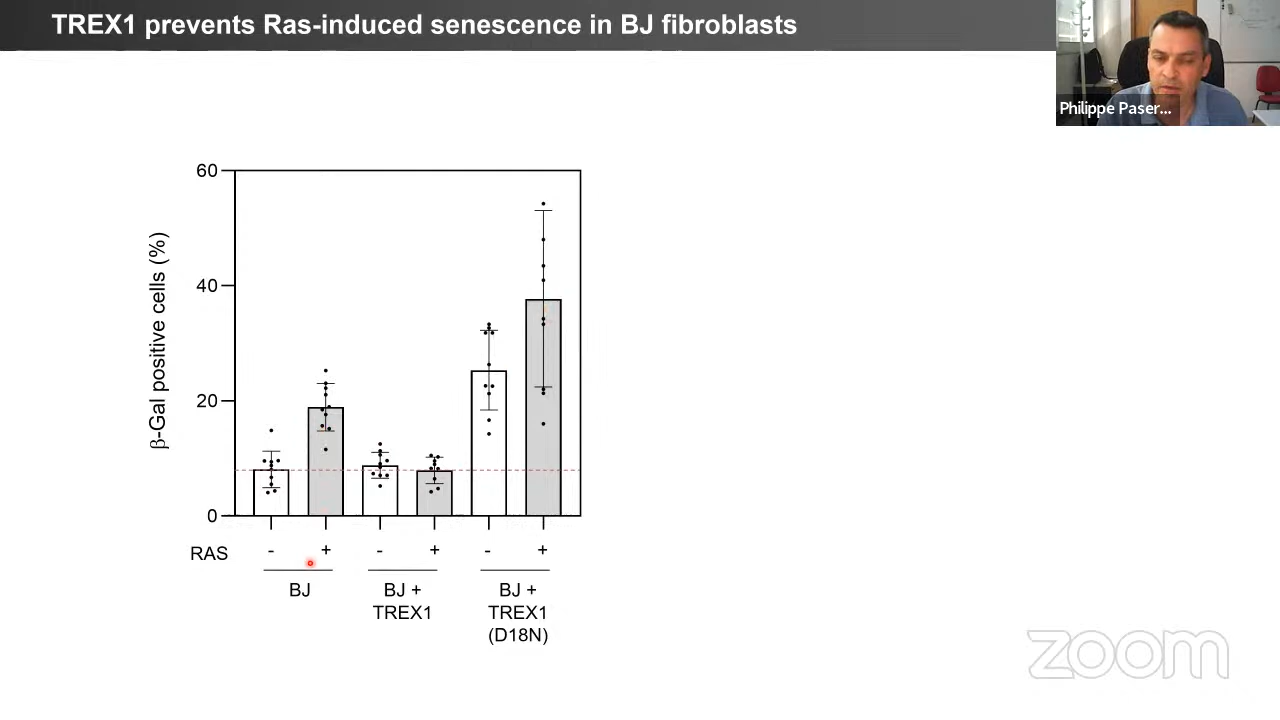 TREX1 prevents Ras-induced senescence in BJ fibroblasts
Philippe Paser...
β-Gal positive cells (%)
60
40
20
0
RAS - + - + - +
BJ
BJ +
TREX1
BJ +
TREX1
(D18N)
zoom